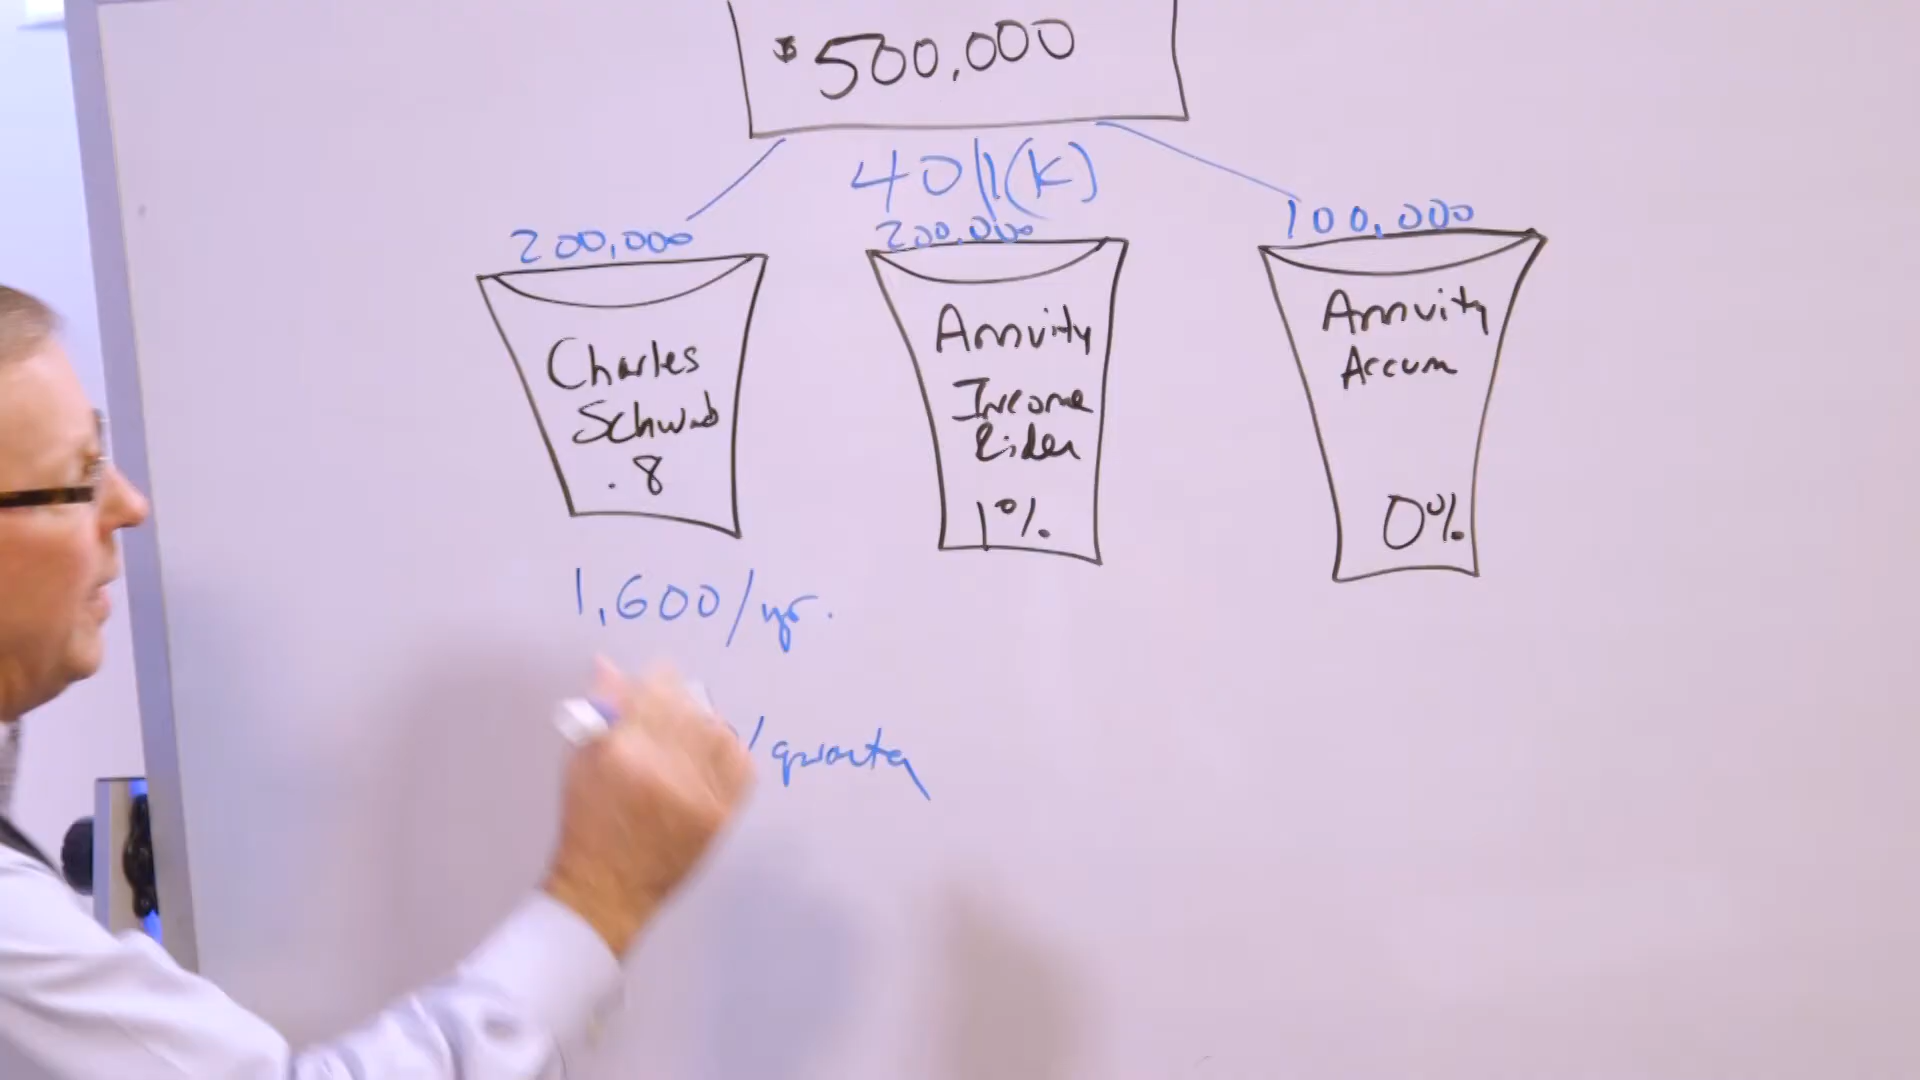 $500,000
401(k)
200,000
200,000
100,000
Charles
Schwab
.8
Annuity
Income
Rider
1%
Annuity
Accum
0%
1,600/yr.
/quarter